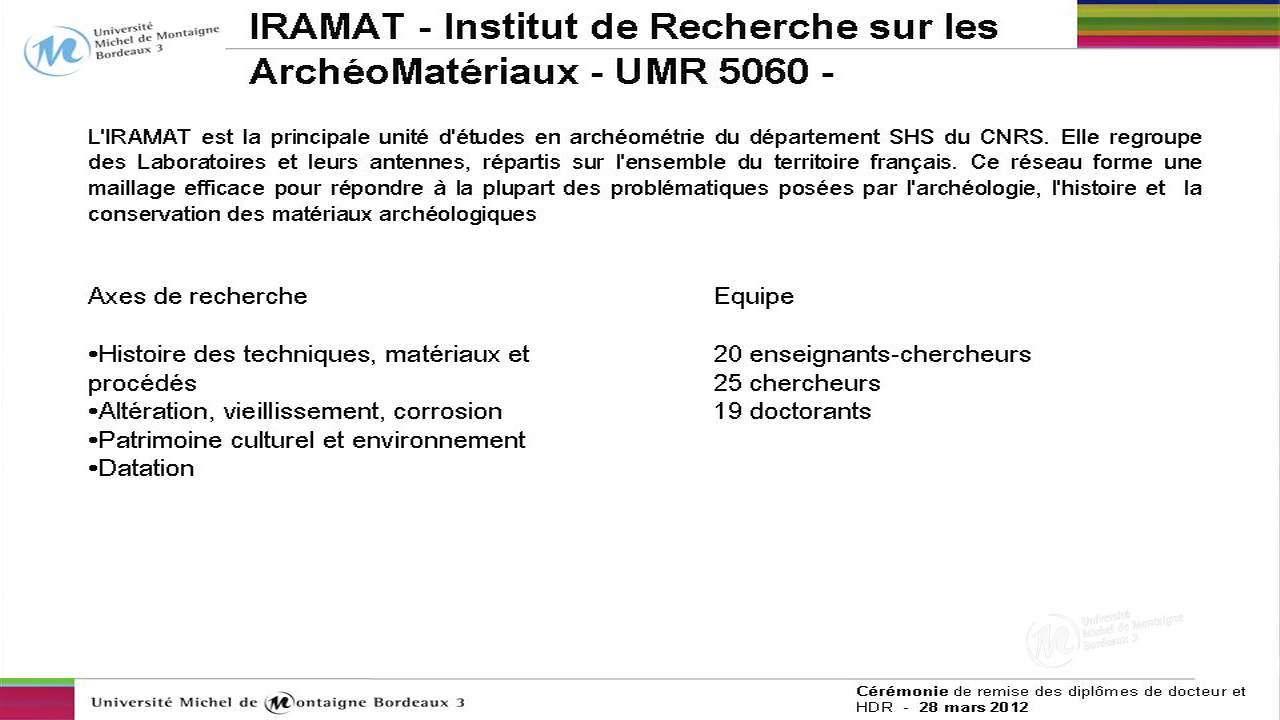 Université
Michel de Montaigne
Bordeaux 3
IRAMAT - Institut de Recherche sur les
ArchéoMatériaux - UMR 5060 -
L'IRAMAT est la principale unité d'études en archéométrie du département SHS du CNRS. Elle regroupe
des Laboratoires et leurs antennes, répartis sur l'ensemble du territoire français. Ce réseau forme une
maillage efficace pour répondre à la plupart des problématiques posées par l'archéologie, l'histoire et la
conservation des matériaux archéologiques
Axes de recherche
•Histoire des techniques, matériaux et
procédés
•Altération, vieillissement, corrosion
•Patrimoine culturel et environnement
•Datation
Equipe
20 enseignants-chercheurs
25 chercheurs
19 doctorants
Université
Michel de Montaigne
Bordeaux 3
Université Michel de Montaigne Bordeaux 3
Cérémonie de remise des diplômes de docteur et
HDR - 28 mars 2012